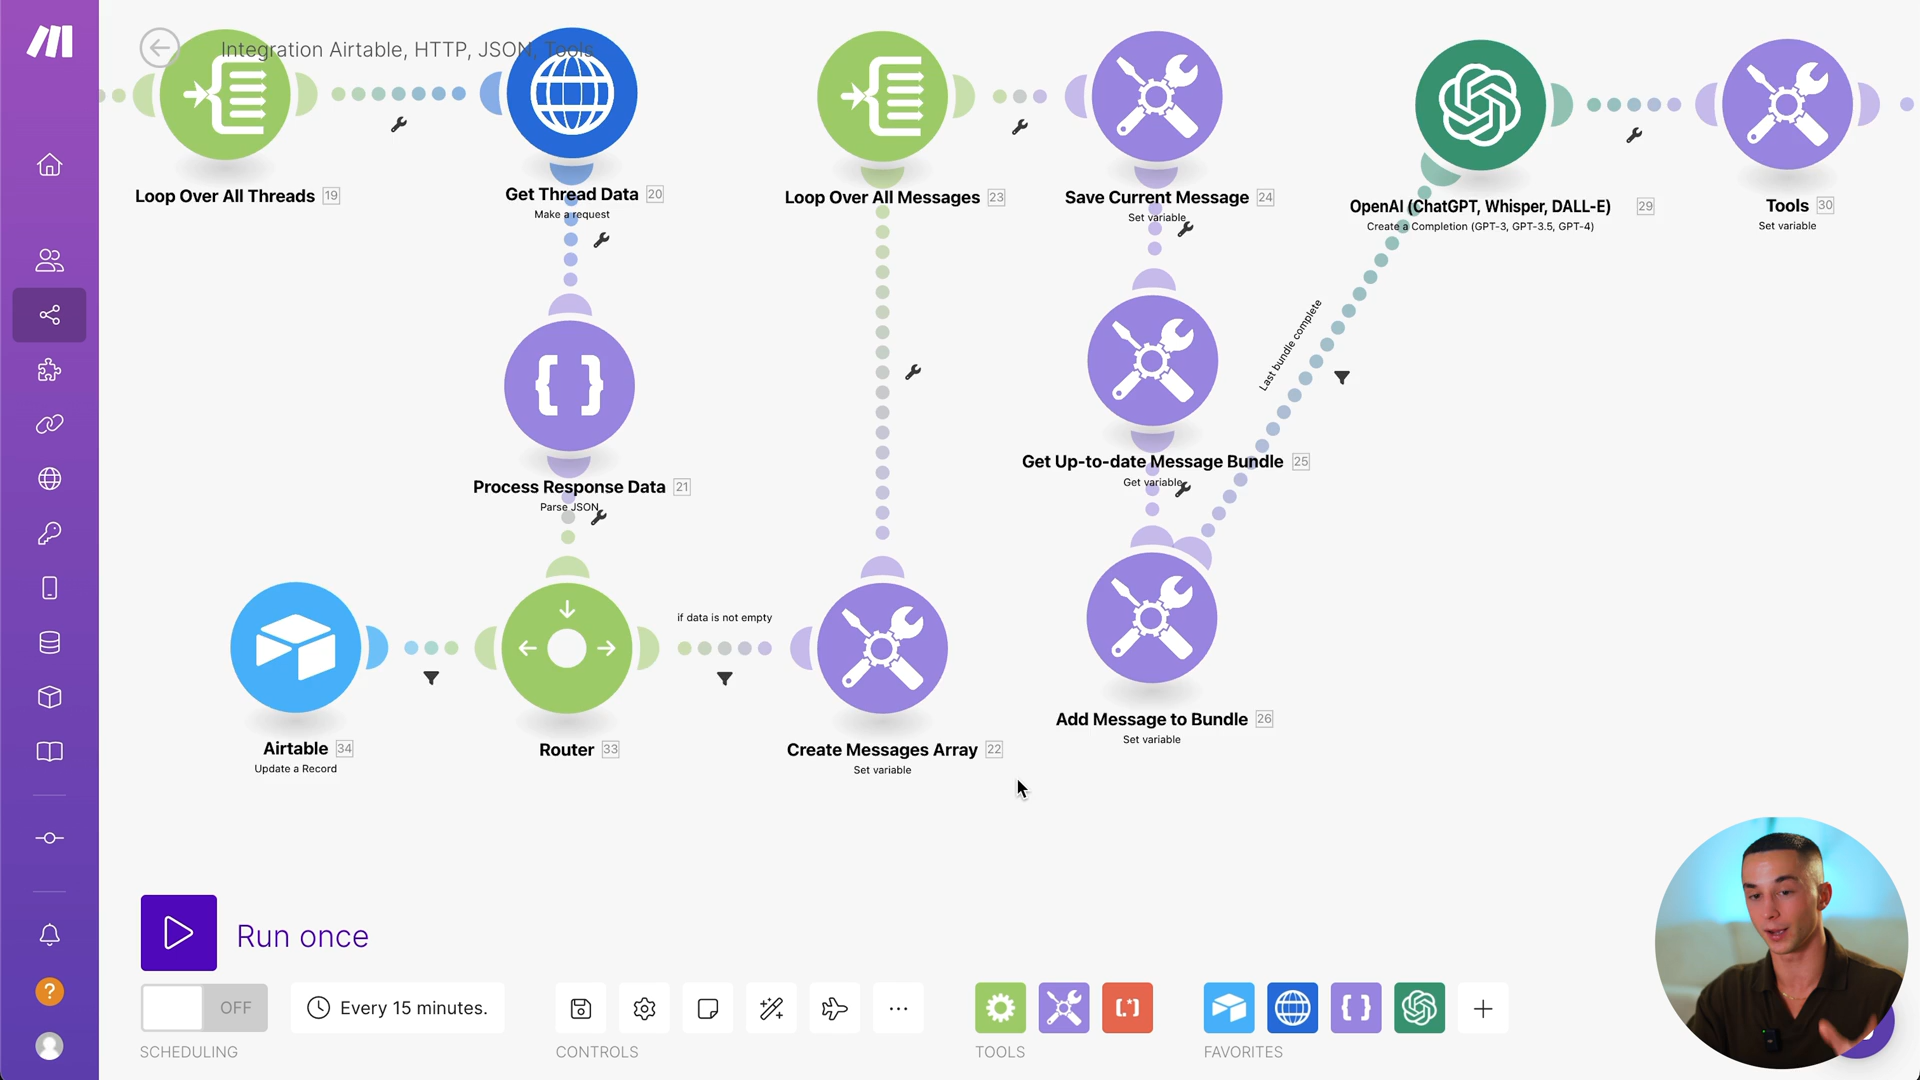 Integration Airtable, HTTP, JSON, Tools
Loop Over All Threads 19
Get Thread Data 20
Make a request
Loop Over All Messages 23
Save Current Message 24
Set variable
OpenAI (ChatGPT, Whisper, DALL-E) 29
Create a Completion (GPT-3, GPT-3.5, GPT-4)
Tools 30
Set variable
Last bundle complete
Process Response Data 21
Parse JSON
Get Up-to-date Message Bundle 25
Get variable
if data is not empty
Airtable 34
Update a Record
Router 33
Create Messages Array 22
Set variable
Add Message to Bundle 26
Set variable
Run once
OFF
Every 15 minutes.
SCHEDULING
CONTROLS
TOOLS
FAVORITES
?